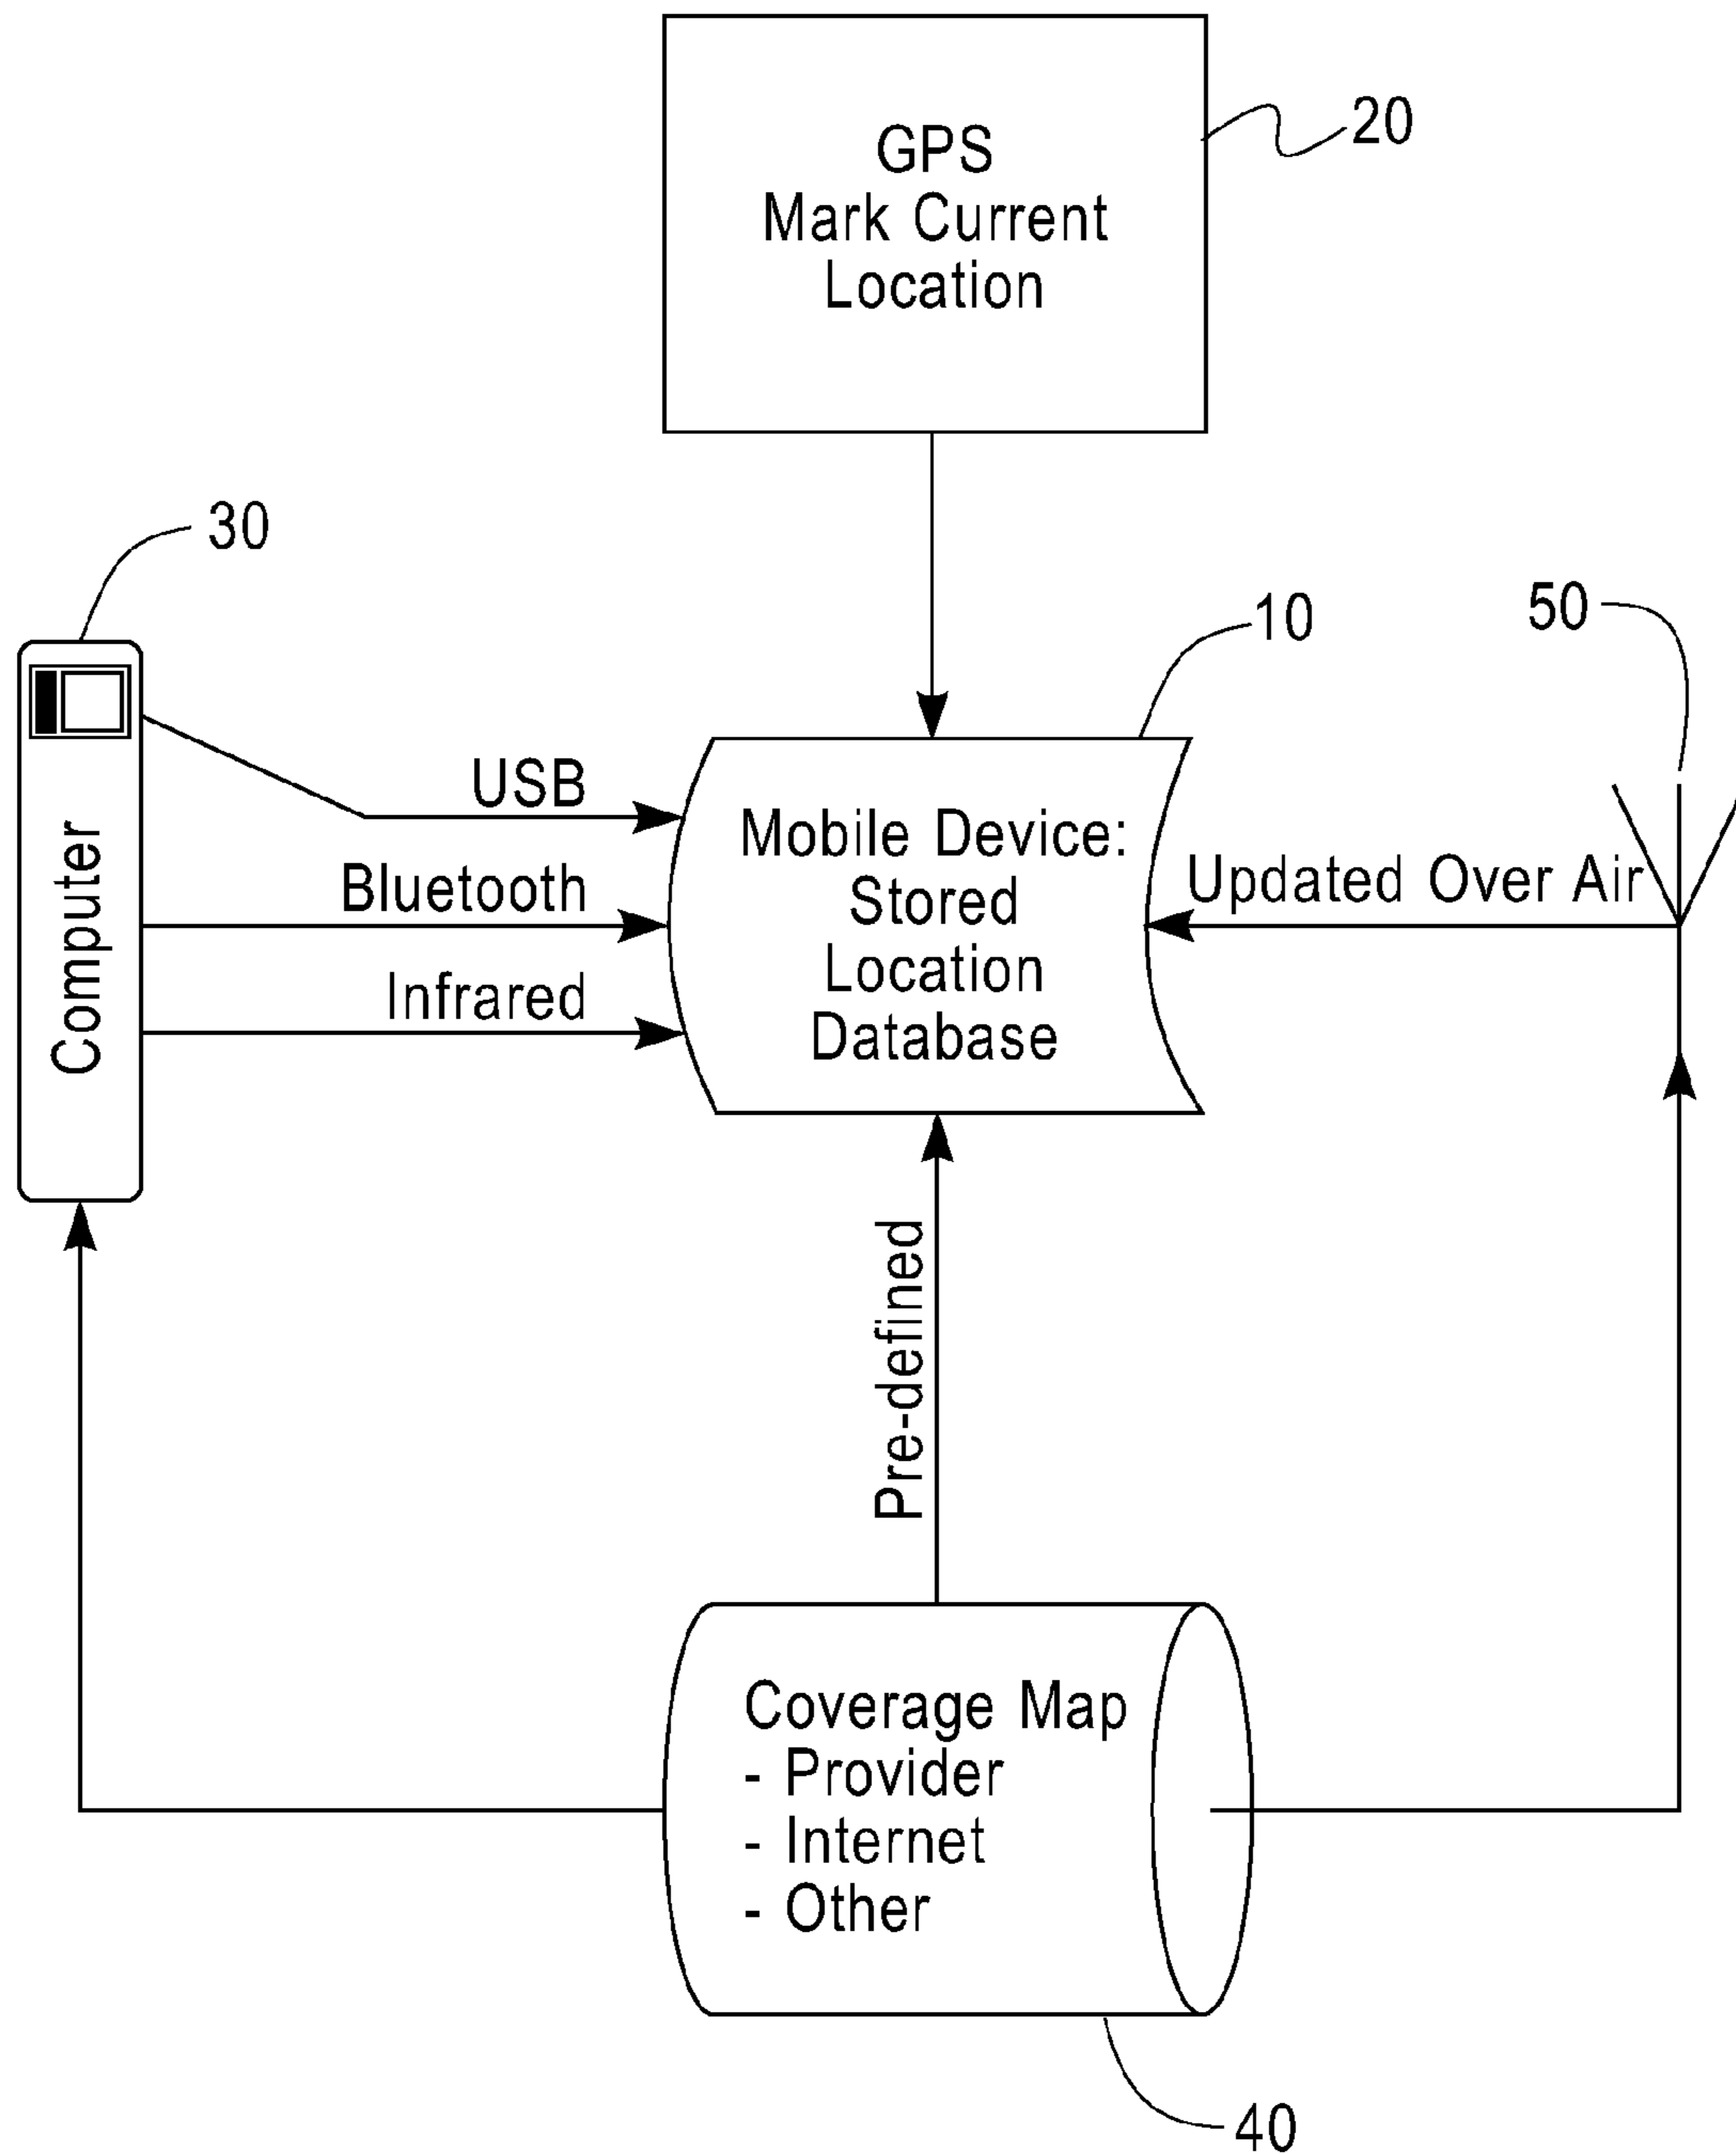 GPS
Mark Current
Location
20
30
10
50
USB
Bluetooth
Infrared
Computer
Mobile Device:
Stored
Location
Database
Updated Over Air
Pre-defined
Coverage Map
- Provider
- Internet
- Other
40